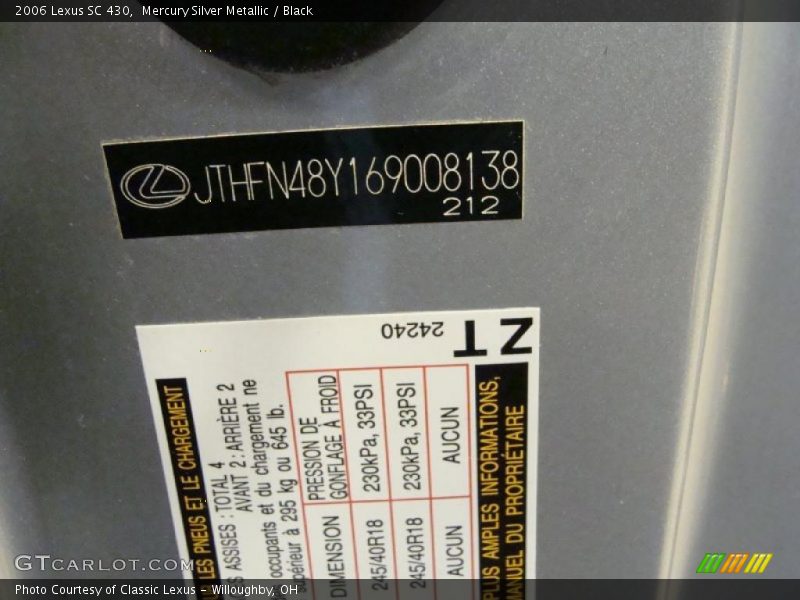 2006 Lexus SC 430, Mercury Silver Metallic / Black
JTHFN48Y169008138
212
ZT
24240
LES PNEUS ET LE CHARGEMENT
ASSISES : TOTAL 4
AVANT 2 : ARRIÈRE 2
occupants et du chargement ne
supérieur à 295 kg ou 645 lb.
DIMENSION PRESSION DE
GONFLAGE À FROID
245/40R18 230kPa, 33PSI
245/40R18 230kPa, 33PSI
AUCUN AUCUN
PLUS AMPLES INFORMATIONS,
MANUEL DU PROPRIÉTAIRE
GTCARLOT.COM
Photo Courtesy of Classic Lexus - Willoughby, OH